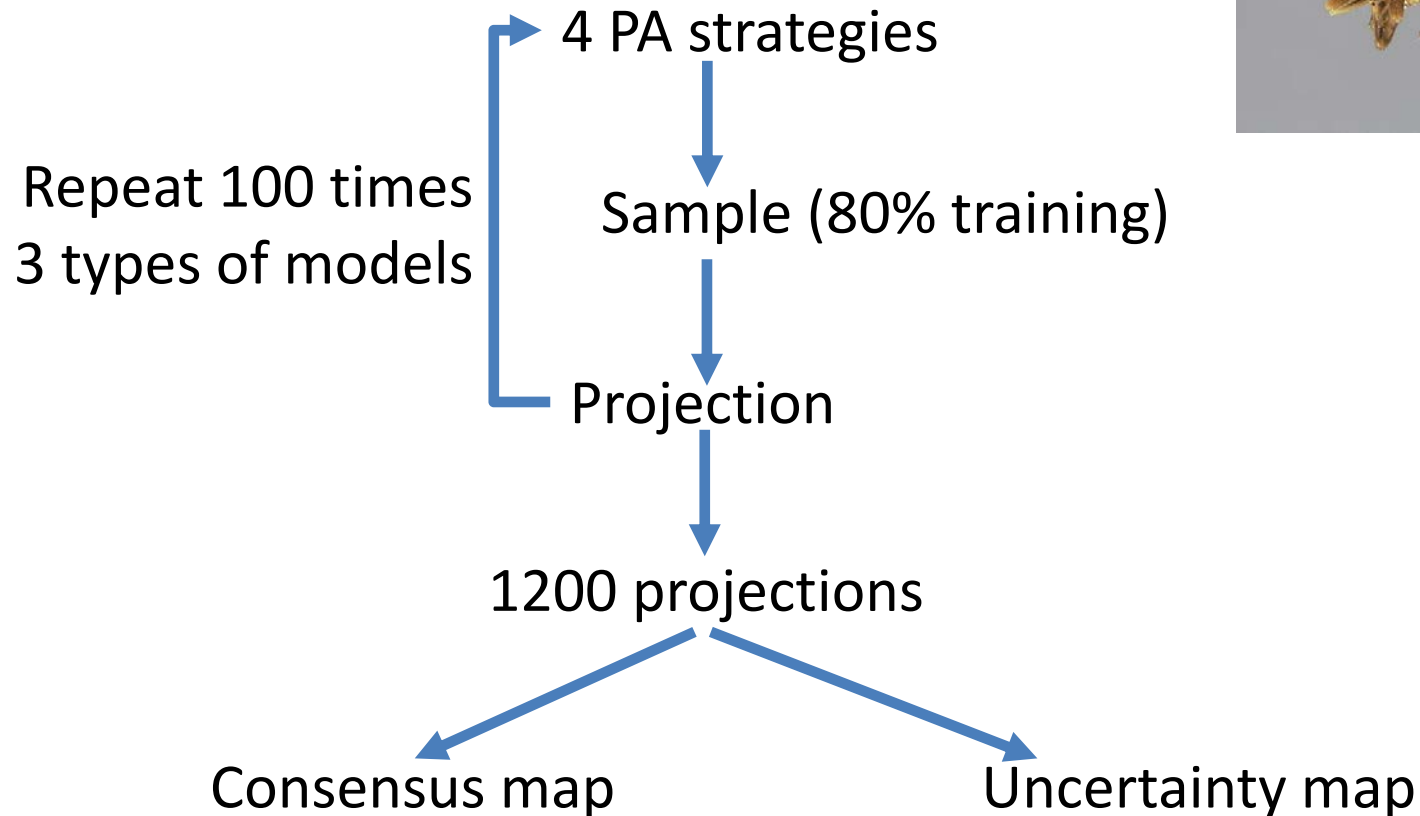 4 PA strategies
Repeat 100 times
3 types of models
Sample (80% training)
Projection
1200 projections
Consensus map
Uncertainty map